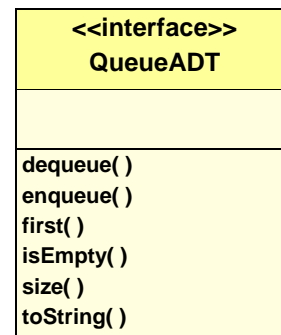 <<interface>>
QueueADT
dequeue( )
enqueue( )
first( )
isEmpty( )
size( )
toString( )